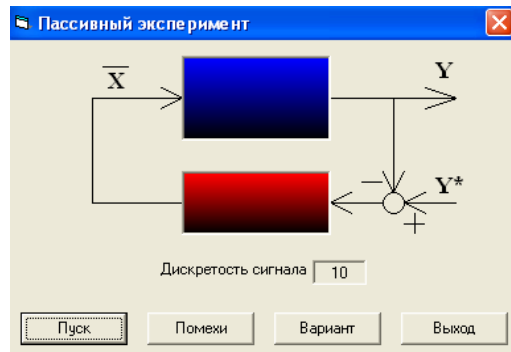 Пассивный эксперимент
X
Y
Y*
−
+
Дискретость сигнала 10
Пуск Помехи Вариант Выход